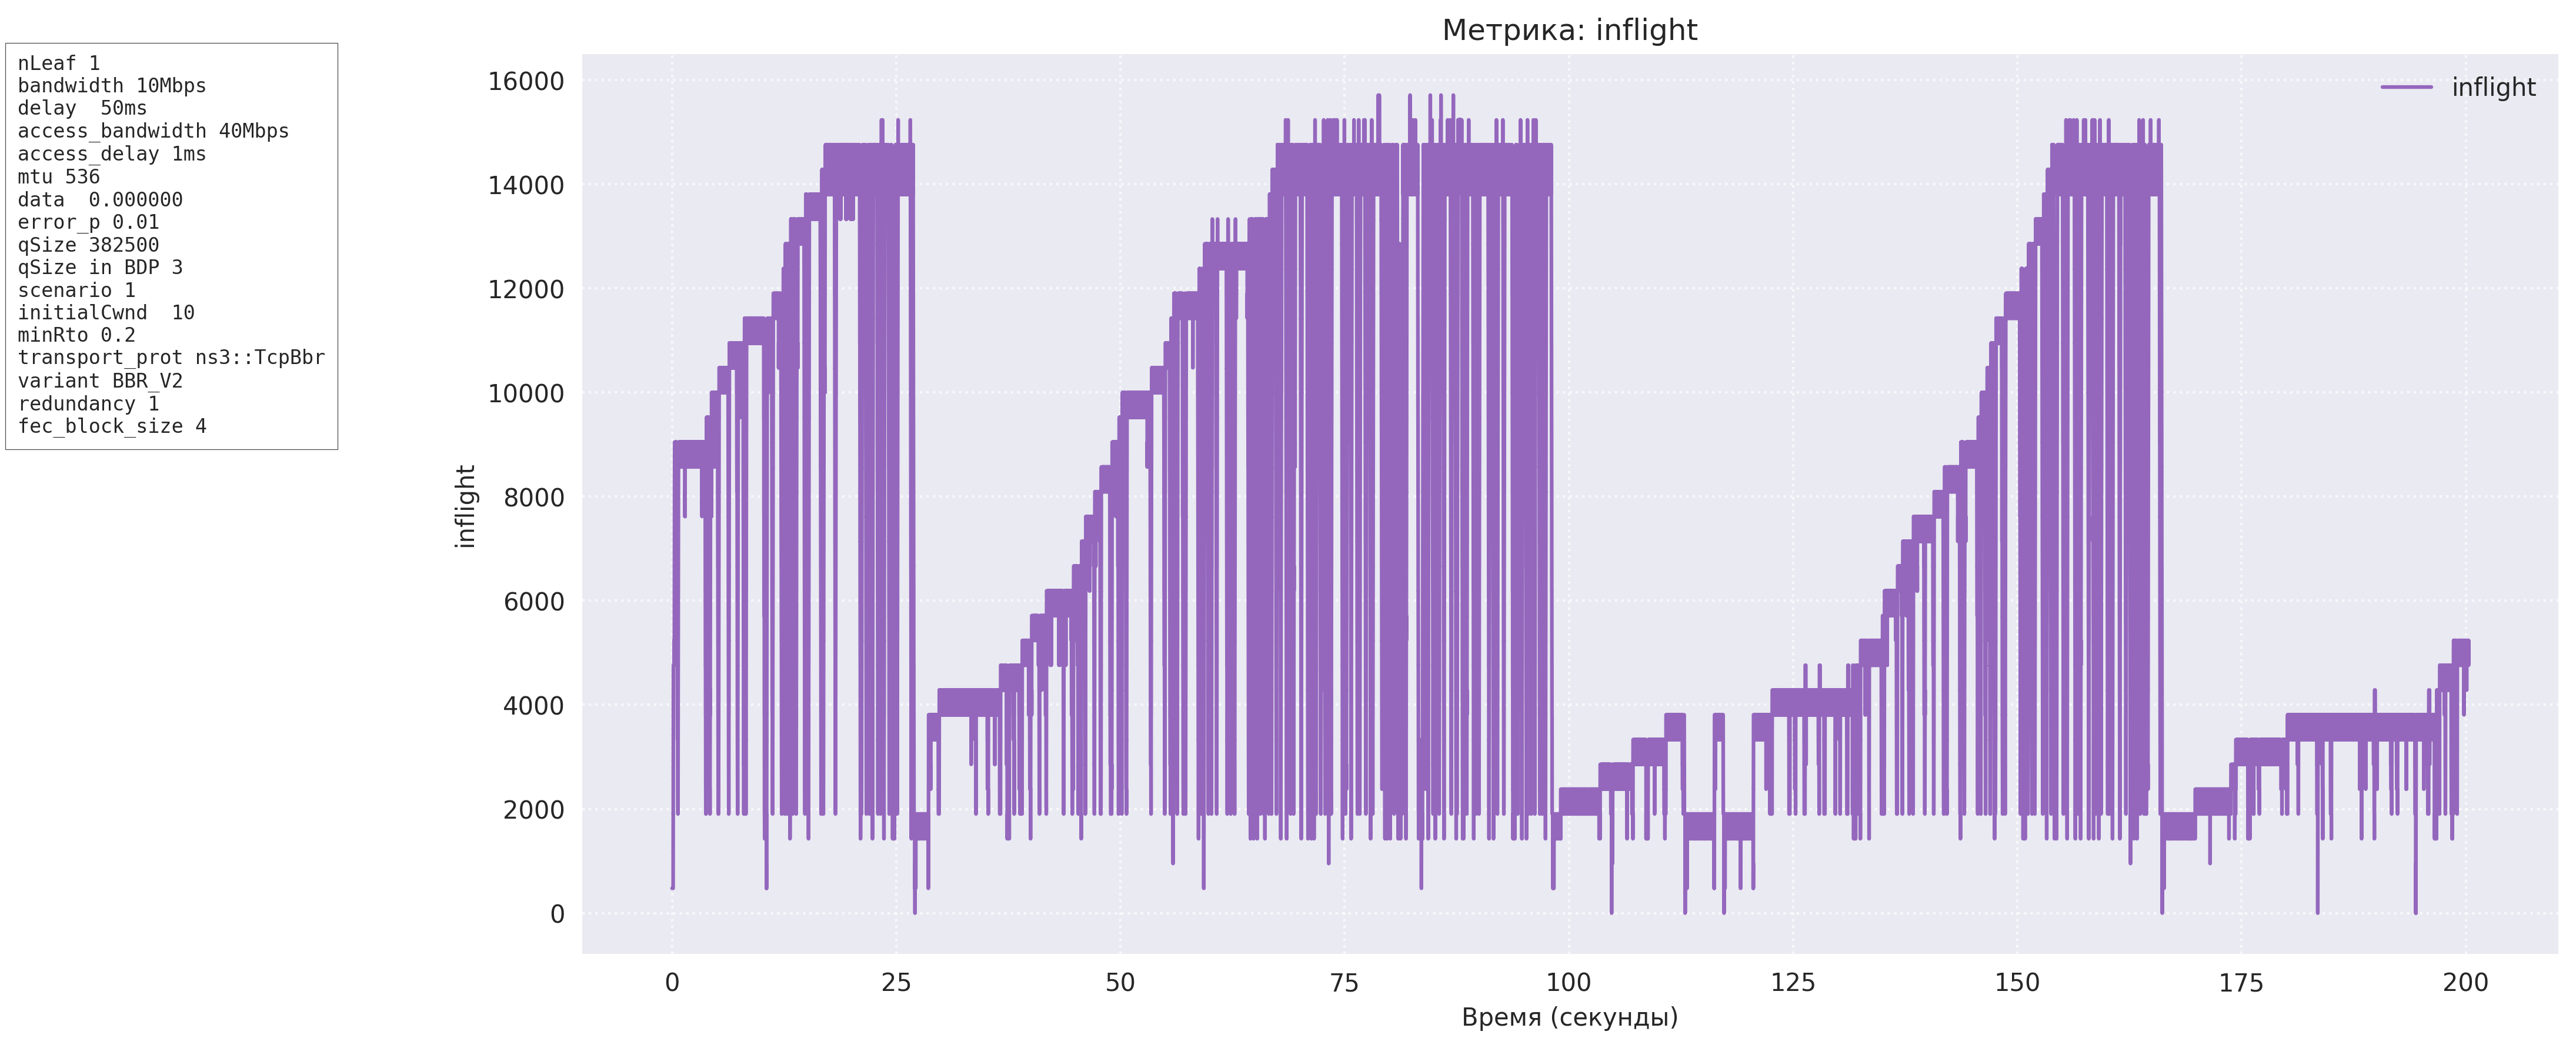 Метрика: inflight
nLeaf 1
bandwidth 10Mbps
delay  50ms
access_bandwidth 40Mbps
access_delay 1ms
mtu 536
data  0.000000
error_p 0.01
qSize 382500
qSize in BDP 3
scenario 1
initialCwnd  10
minRto 0.2
transport_prot ns3::TcpBbr
variant BBR_V2
redundancy 1
fec_block_size 4
inflight
16000
14000
12000
10000
8000
6000
4000
2000
0
inflight
0
25
50
75
100
125
150
175
200
Время (секунды)